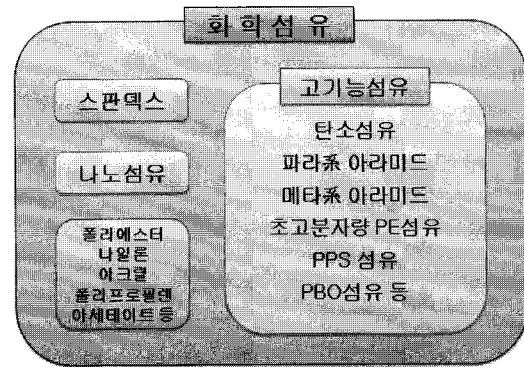 화학섬유
스판덱스
나노섬유
폴리에스터
나일론
아크릴
폴리프로필렌
아세테이트 등
고기능섬유
탄소섬유
파라系 아라미드
메타系 아라미드
초고분자량 PE섬유
PPS 섬유
PBO섬유 등